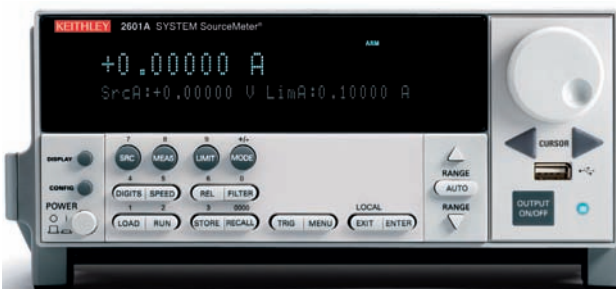 KEITHLEY 2601A SYSTEM SourceMeter®
ARM
+0.00000 A
SrcA:+0.00000 V LimA:0.10000 A
7 8 9 +/-
DISPLAY SRC MEAS LIMIT MODE
4 5 6 0
CONFIG DIGITS SPEED REL FILTER
1 2 3 0000
POWER LOAD RUN STORE RECALL TRIG MENU
LOCAL
EXIT ENTER
RANGE
AUTO
RANGE
CURSOR
OUTPUT
ON/OFF